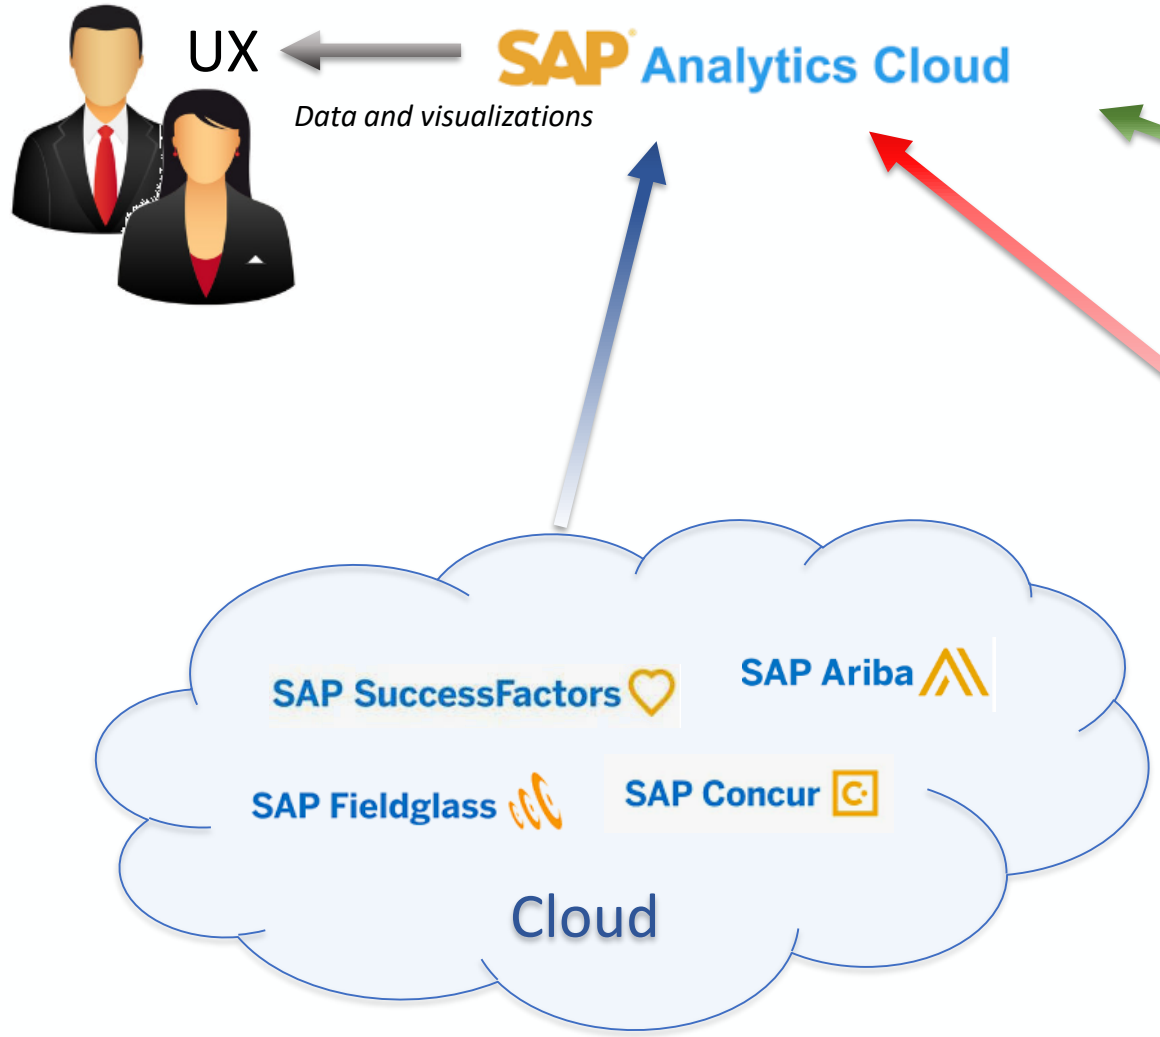 UX
SAP® Analytics Cloud
Data and visualizations
SAP SuccessFactors
SAP Ariba
SAP Fieldglass
SAP Concur C.
Cloud